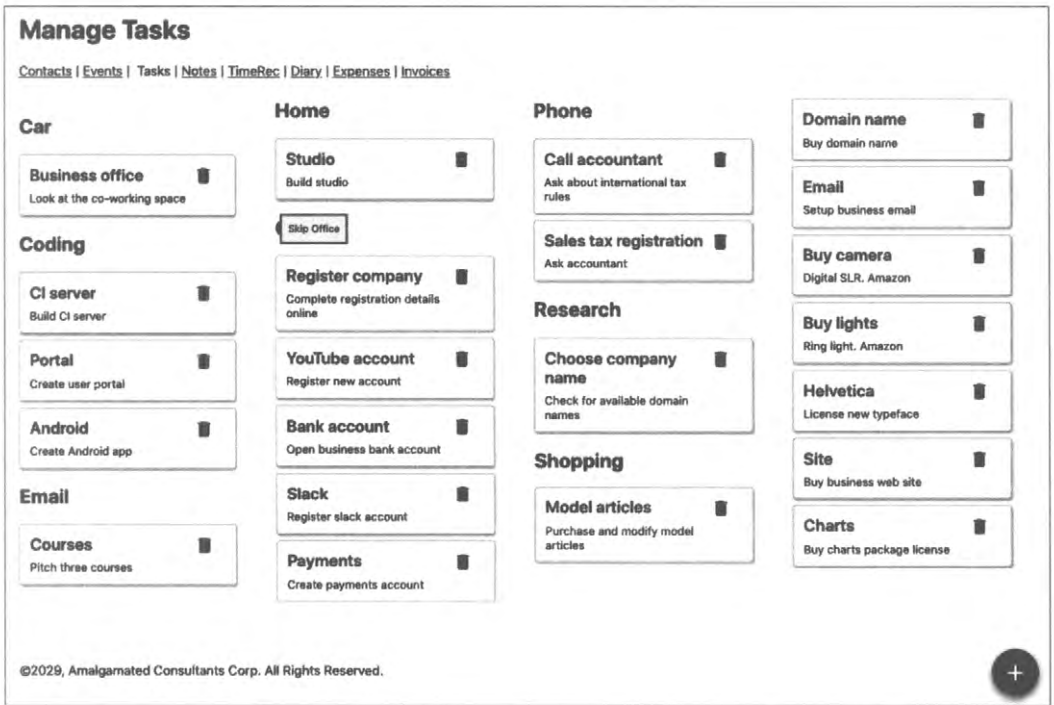 Manage Tasks
Contacts | Events | Tasks | Notes | TimeRec | Diary | Expenses | Invoices
Car
Business office
Look at the co-working space
Coding
CI server
Build CI server
Portal
Create user portal
Android
Create Android app
Email
Courses
Pitch three courses
Home
Studio
Build studio
Skip Office
Register company
Complete registration details
online
YouTube account
Register new account
Bank account
Open business bank account
Slack
Register slack account
Payments
Create payments account
Phone
Call accountant
Ask about international tax
rules
Sales tax registration
Ask accountant
Research
Choose company
name
Check for available domain
names
Shopping
Model articles
Purchase and modify model
articles
Domain name
Buy domain name
Email
Setup business email
Buy camera
Digital SLR. Amazon
Buy lights
Ring light. Amazon
Helvetica
License new typeface
Site
Buy business web site
Charts
Buy charts package license
©2029, Amalgamated Consultants Corp. All Rights Reserved.
+